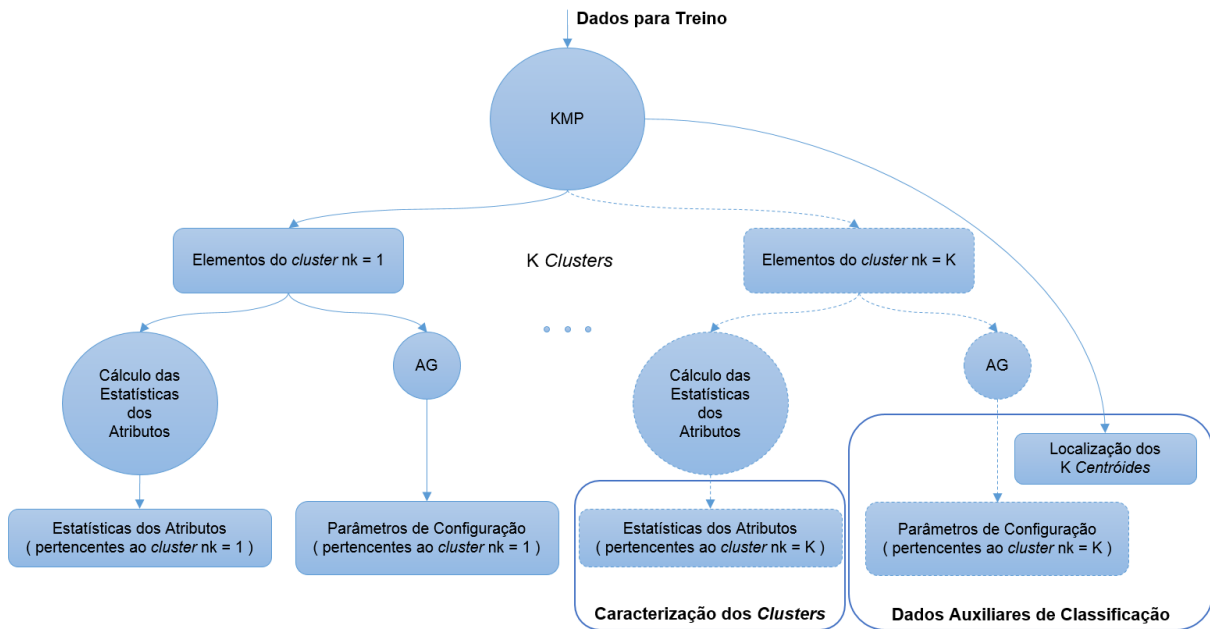 Dados para Treino
KMP
Elementos do cluster nk = 1
K Clusters
Elementos do cluster nk = K
Cálculo das
Estatísticas
dos
Atributos
AG
Cálculo das
Estatísticas
dos
Atributos
AG
Localização dos
K Centróides
Estatísticas dos Atributos
( pertencentes ao cluster nk = 1 )
Parâmetros de Configuração
( pertencentes ao cluster nk = 1 )
Estatísticas dos Atributos
( pertencentes ao cluster nk = K )
Parâmetros de Configuração
( pertencentes ao cluster nk = K )
Caracterização dos Clusters
Dados Auxiliares de Classificação